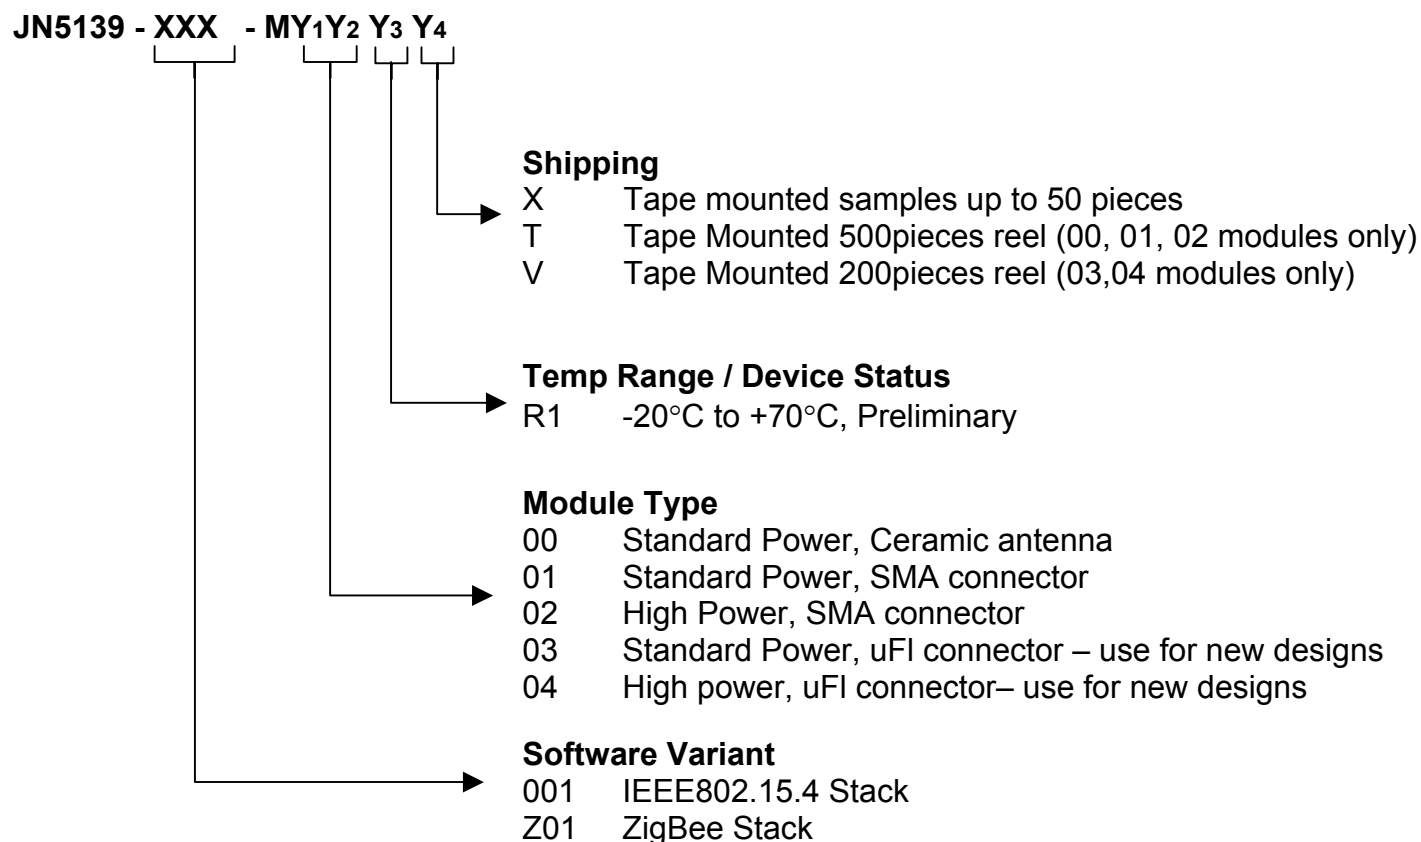 JN5139 - XXX - MY1Y2 Y3 Y4
Shipping
X Tape mounted samples up to 50 pieces
T Tape Mounted 500pieces reel (00, 01, 02 modules only)
V Tape Mounted 200pieces reel (03,04 modules only)
Temp Range / Device Status
R1 -20°C to +70°C, Preliminary
Module Type
00 Standard Power, Ceramic antenna
01 Standard Power, SMA connector
02 High Power, SMA connector
03 Standard Power, uFl connector – use for new designs
04 High power, uFl connector– use for new designs
Software Variant
001 IEEE802.15.4 Stack
Z01 ZigBee Stack